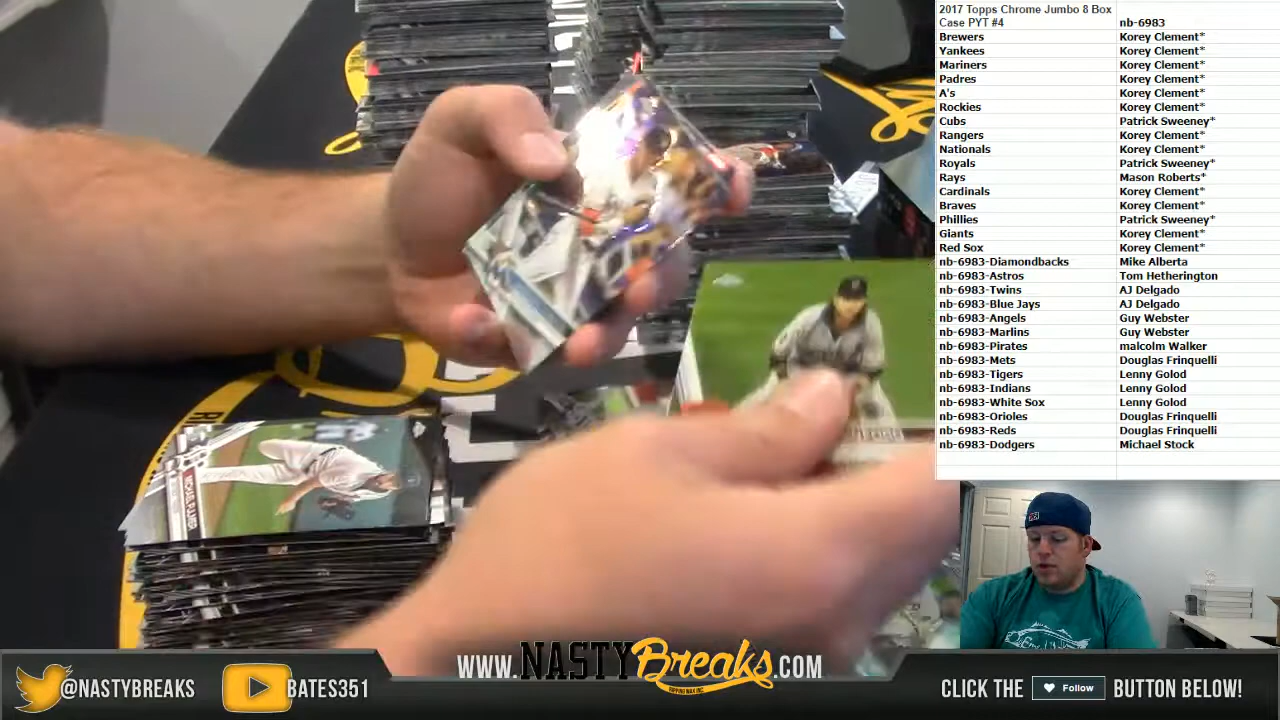 2017 Topps Chrome Jumbo 8 Box
Case PYT #4 nb-6983
Brewers Korey Clement*
Yankees Korey Clement*
Mariners Korey Clement*
Padres Korey Clement*
A's Korey Clement*
Rockies Korey Clement*
Cubs Patrick Sweeney*
Rangers Korey Clement*
Nationals Korey Clement*
Royals Patrick Sweeney*
Rays Mason Roberts*
Cardinals Korey Clement*
Braves Korey Clement*
Phillies Patrick Sweeney*
Giants Korey Clement*
Red Sox Korey Clement*
nb-6983-Diamondbacks Mike Alberta
nb-6983-Astros Tom Hetherington
nb-6983-Twins AJ Delgado
nb-6983-Blue Jays AJ Delgado
nb-6983-Angels Guy Webster
nb-6983-Marlins Guy Webster
nb-6983-Pirates malcolm Walker
nb-6983-Mets Douglas Frinquelli
nb-6983-Tigers Lenny Golod
nb-6983-Indians Lenny Golod
nb-6983-White Sox Lenny Golod
nb-6983-Orioles Douglas Frinquelli
nb-6983-Reds Douglas Frinquelli
nb-6983-Dodgers Michael Stock
@NASTYBREAKS
BATES351
WWW.NASTYBreaks.COM
CLICK THE Follow BUTTON BELOW!